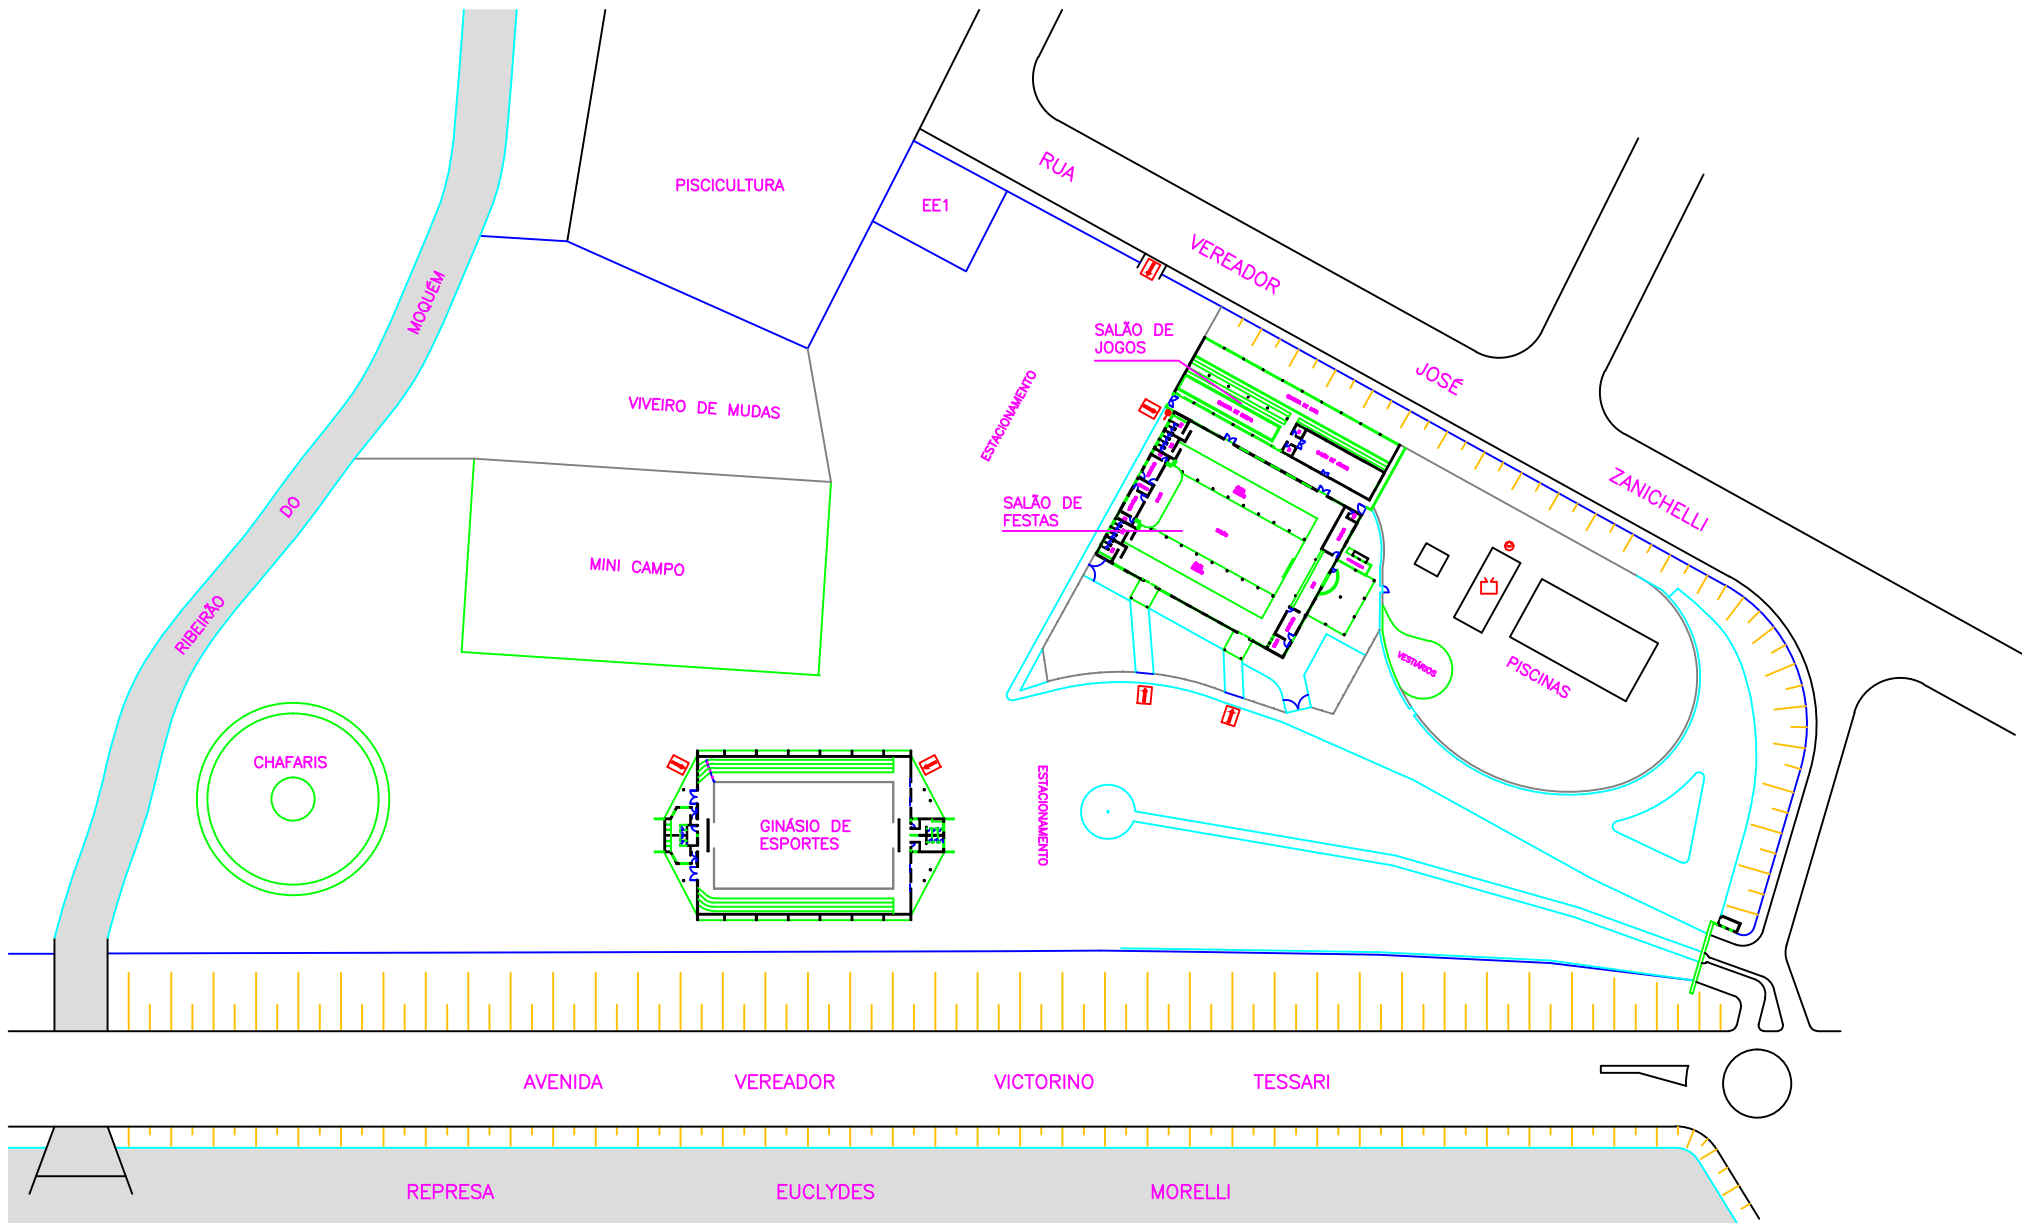 RUA VEREADOR JOSÉ ZANICHELLI
PISCICULTURA
EE1
RIBEIRÃO DO MOQUÉM
SALÃO DE
JOGOS
ESTACIONAMENTO
VIVEIRO DE MUDAS
SALÃO DE
FESTAS
MINI CAMPO
VESTIÁRIOS
PISCINAS
CHAFARIS
GINÁSIO DE
ESPORTES
ESTACIONAMENTO
AVENIDA VEREADOR VICTORINO TESSARI
REPRESA EUCLYDES MORELLI